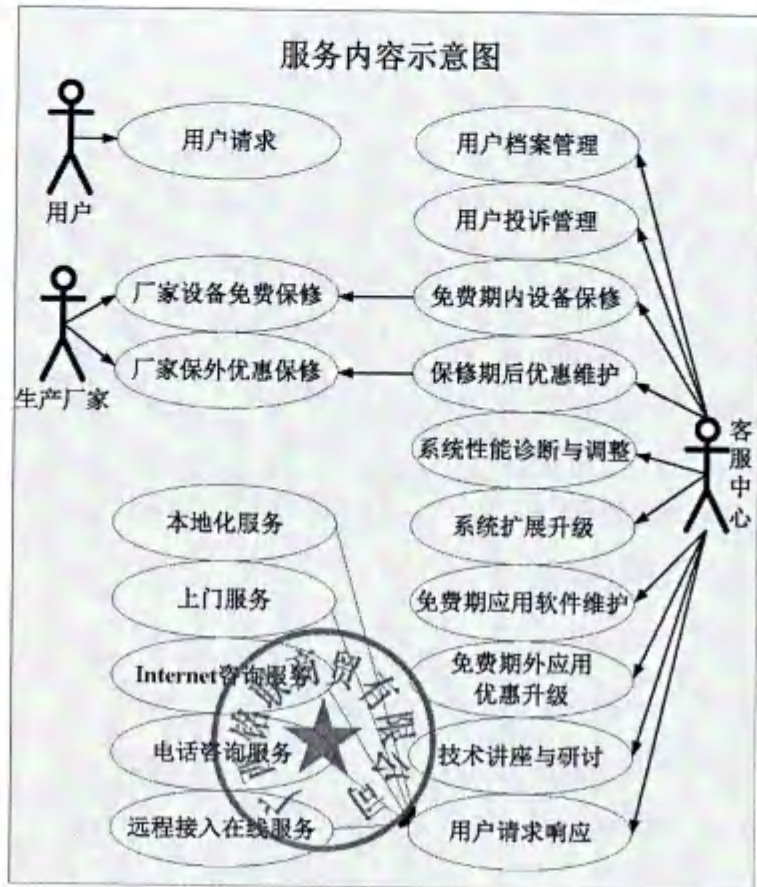 服务内容示意图
用户请求
用户
用户档案管理
用户投诉管理
厂家设备免费保修
免费期内设备保修
厂家保外优惠保修
保修期后优惠维护
生产厂家
客服中心
系统性能诊断与调整
本地化服务
系统扩展升级
上门服务
免费期应用软件维护
Internet咨询服务
免费期外应用
优惠升级
电话咨询服务
技术讲座与研讨
远程接入在线服务
用户请求响应
贸有限公司